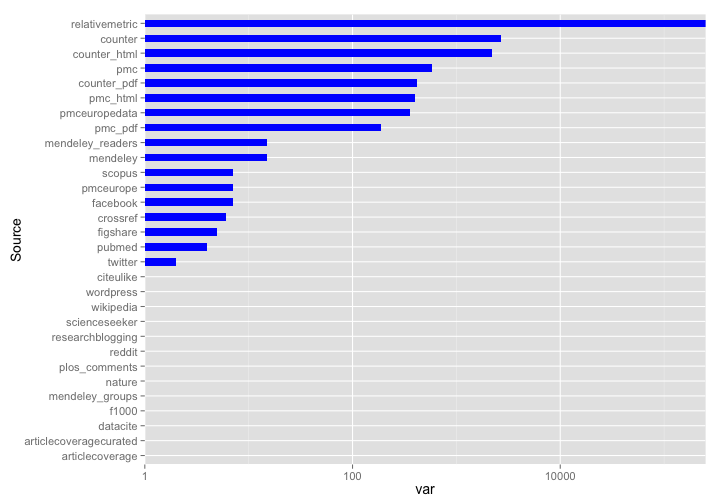 relativemetric
counter
counter_html
pmc
counter_pdf
pmc_html
pmceuropedata
pmc_pdf
mendeley_readers
mendeley
scopus
pmceurope
facebook
crossref
figshare
pubmed
twitter
citeulike
wordpress
wikipedia
scienceseeker
researchblogging
reddit
plos_comments
nature
mendeley_groups
f1000
datacite
articlecoveragecurated
articlecoverage
Source
1 100 10000
var